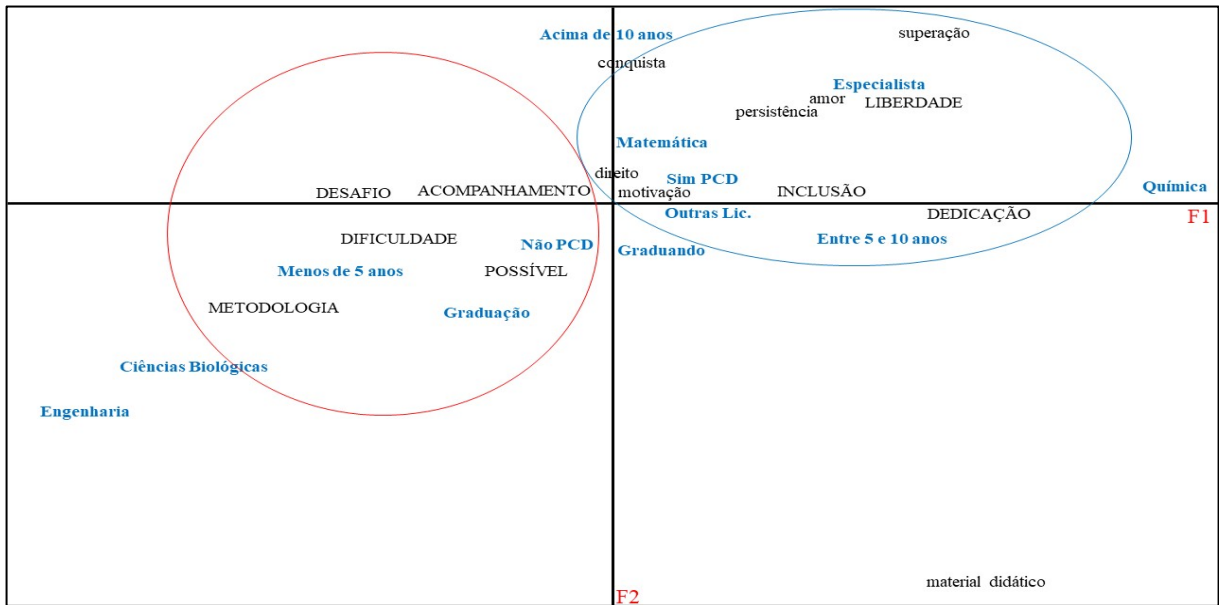 superação
Acima de 10 anos
conquista
Especialista
amor
LIBERDADE
persistência
Matemática
direito
Sim PCD
Química
DESAFIO
ACOMPANHAMENTO
motivação
INCLUSÃO
Outras Lic.
DEDICAÇÃO
F1
DIFICULDADE
Não PCD
Graduando
Entre 5 e 10 anos
Menos de 5 anos
POSSÍVEL
METODOLOGIA
Graduação
Ciências Biológicas
Engenharia
material didático
F2